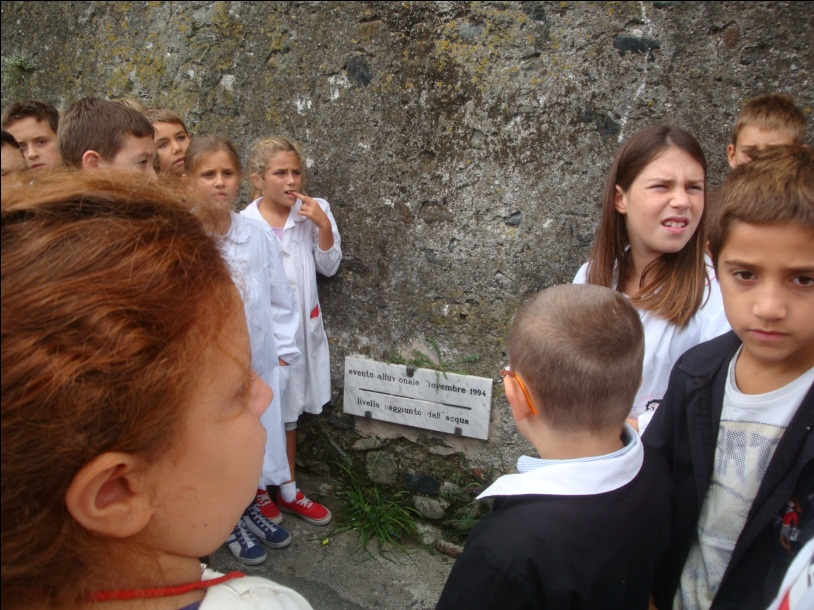 evento alluvionale novembre 1994
livello raggiunto dall'acqua